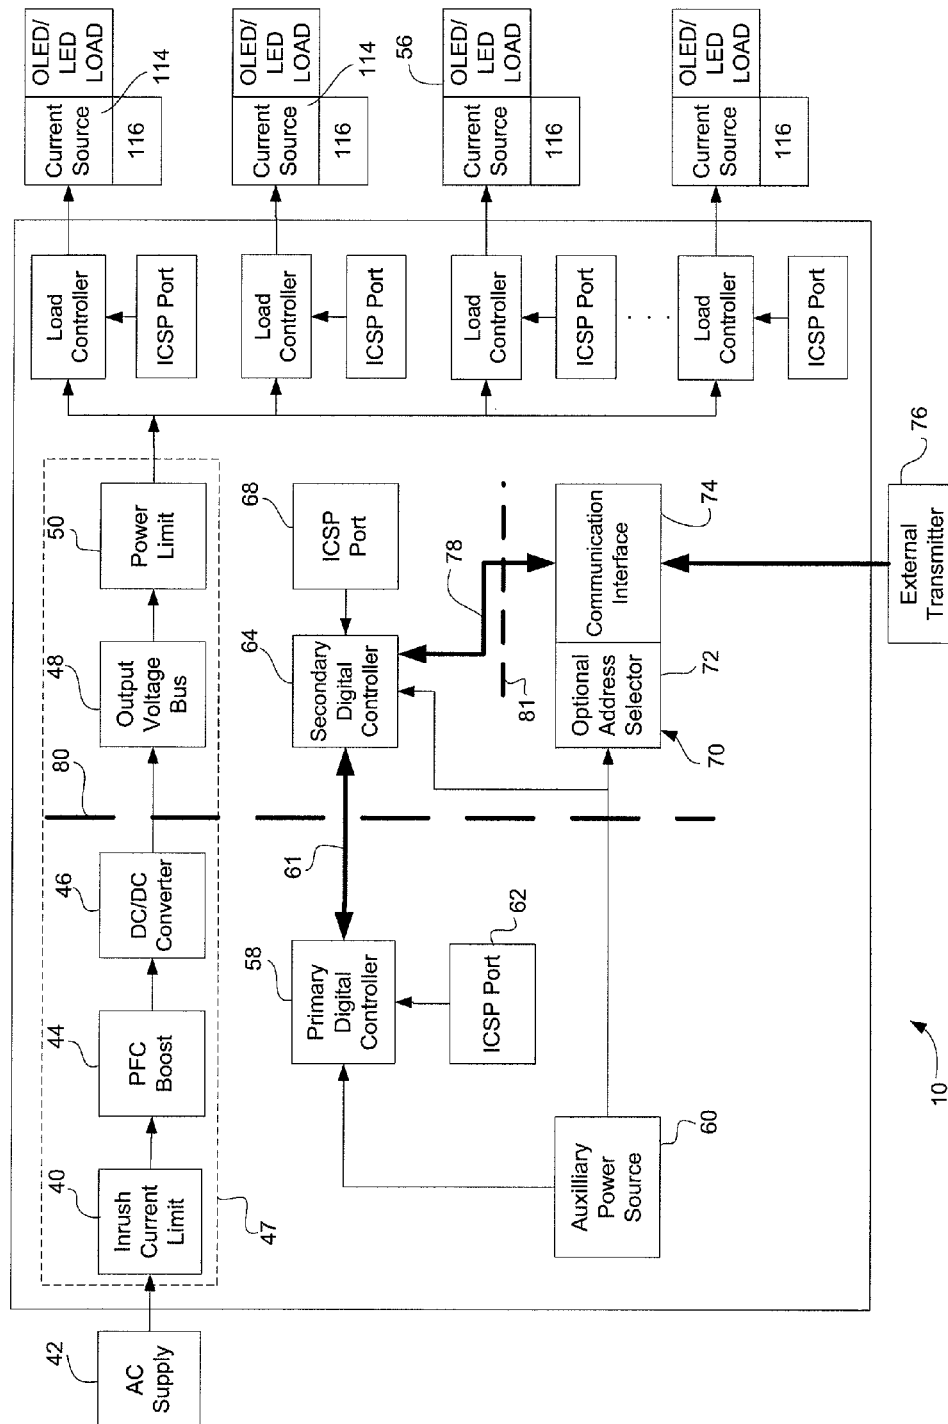 42
AC
Supply
40
Inrush
Current
Limit
44
PFC
Boost
46
DC/DC
Converter
80
48
Output
Voltage
Bus
50
Power
Limit
47
58
Primary
Digital
Controller
61
64
Secondary
Digital
Controller
68
ICSP
Port
62
ICSP Port
78
81
Auxilliary
Power
Source
60
Optional
Address
Selector
72
70
Communication
Interface
74
External
Transmitter
76
Load
Controller
ICSP Port
Load
Controller
ICSP Port
Load
Controller
ICSP Port
. . . .
Load
Controller
ICSP Port
Current
Source
OLED/
LED
LOAD
116
114
Current
Source
OLED/
LED
LOAD
116
114
Current
Source
OLED/
LED
LOAD
116
56
Current
Source
OLED/
LED
LOAD
116
10